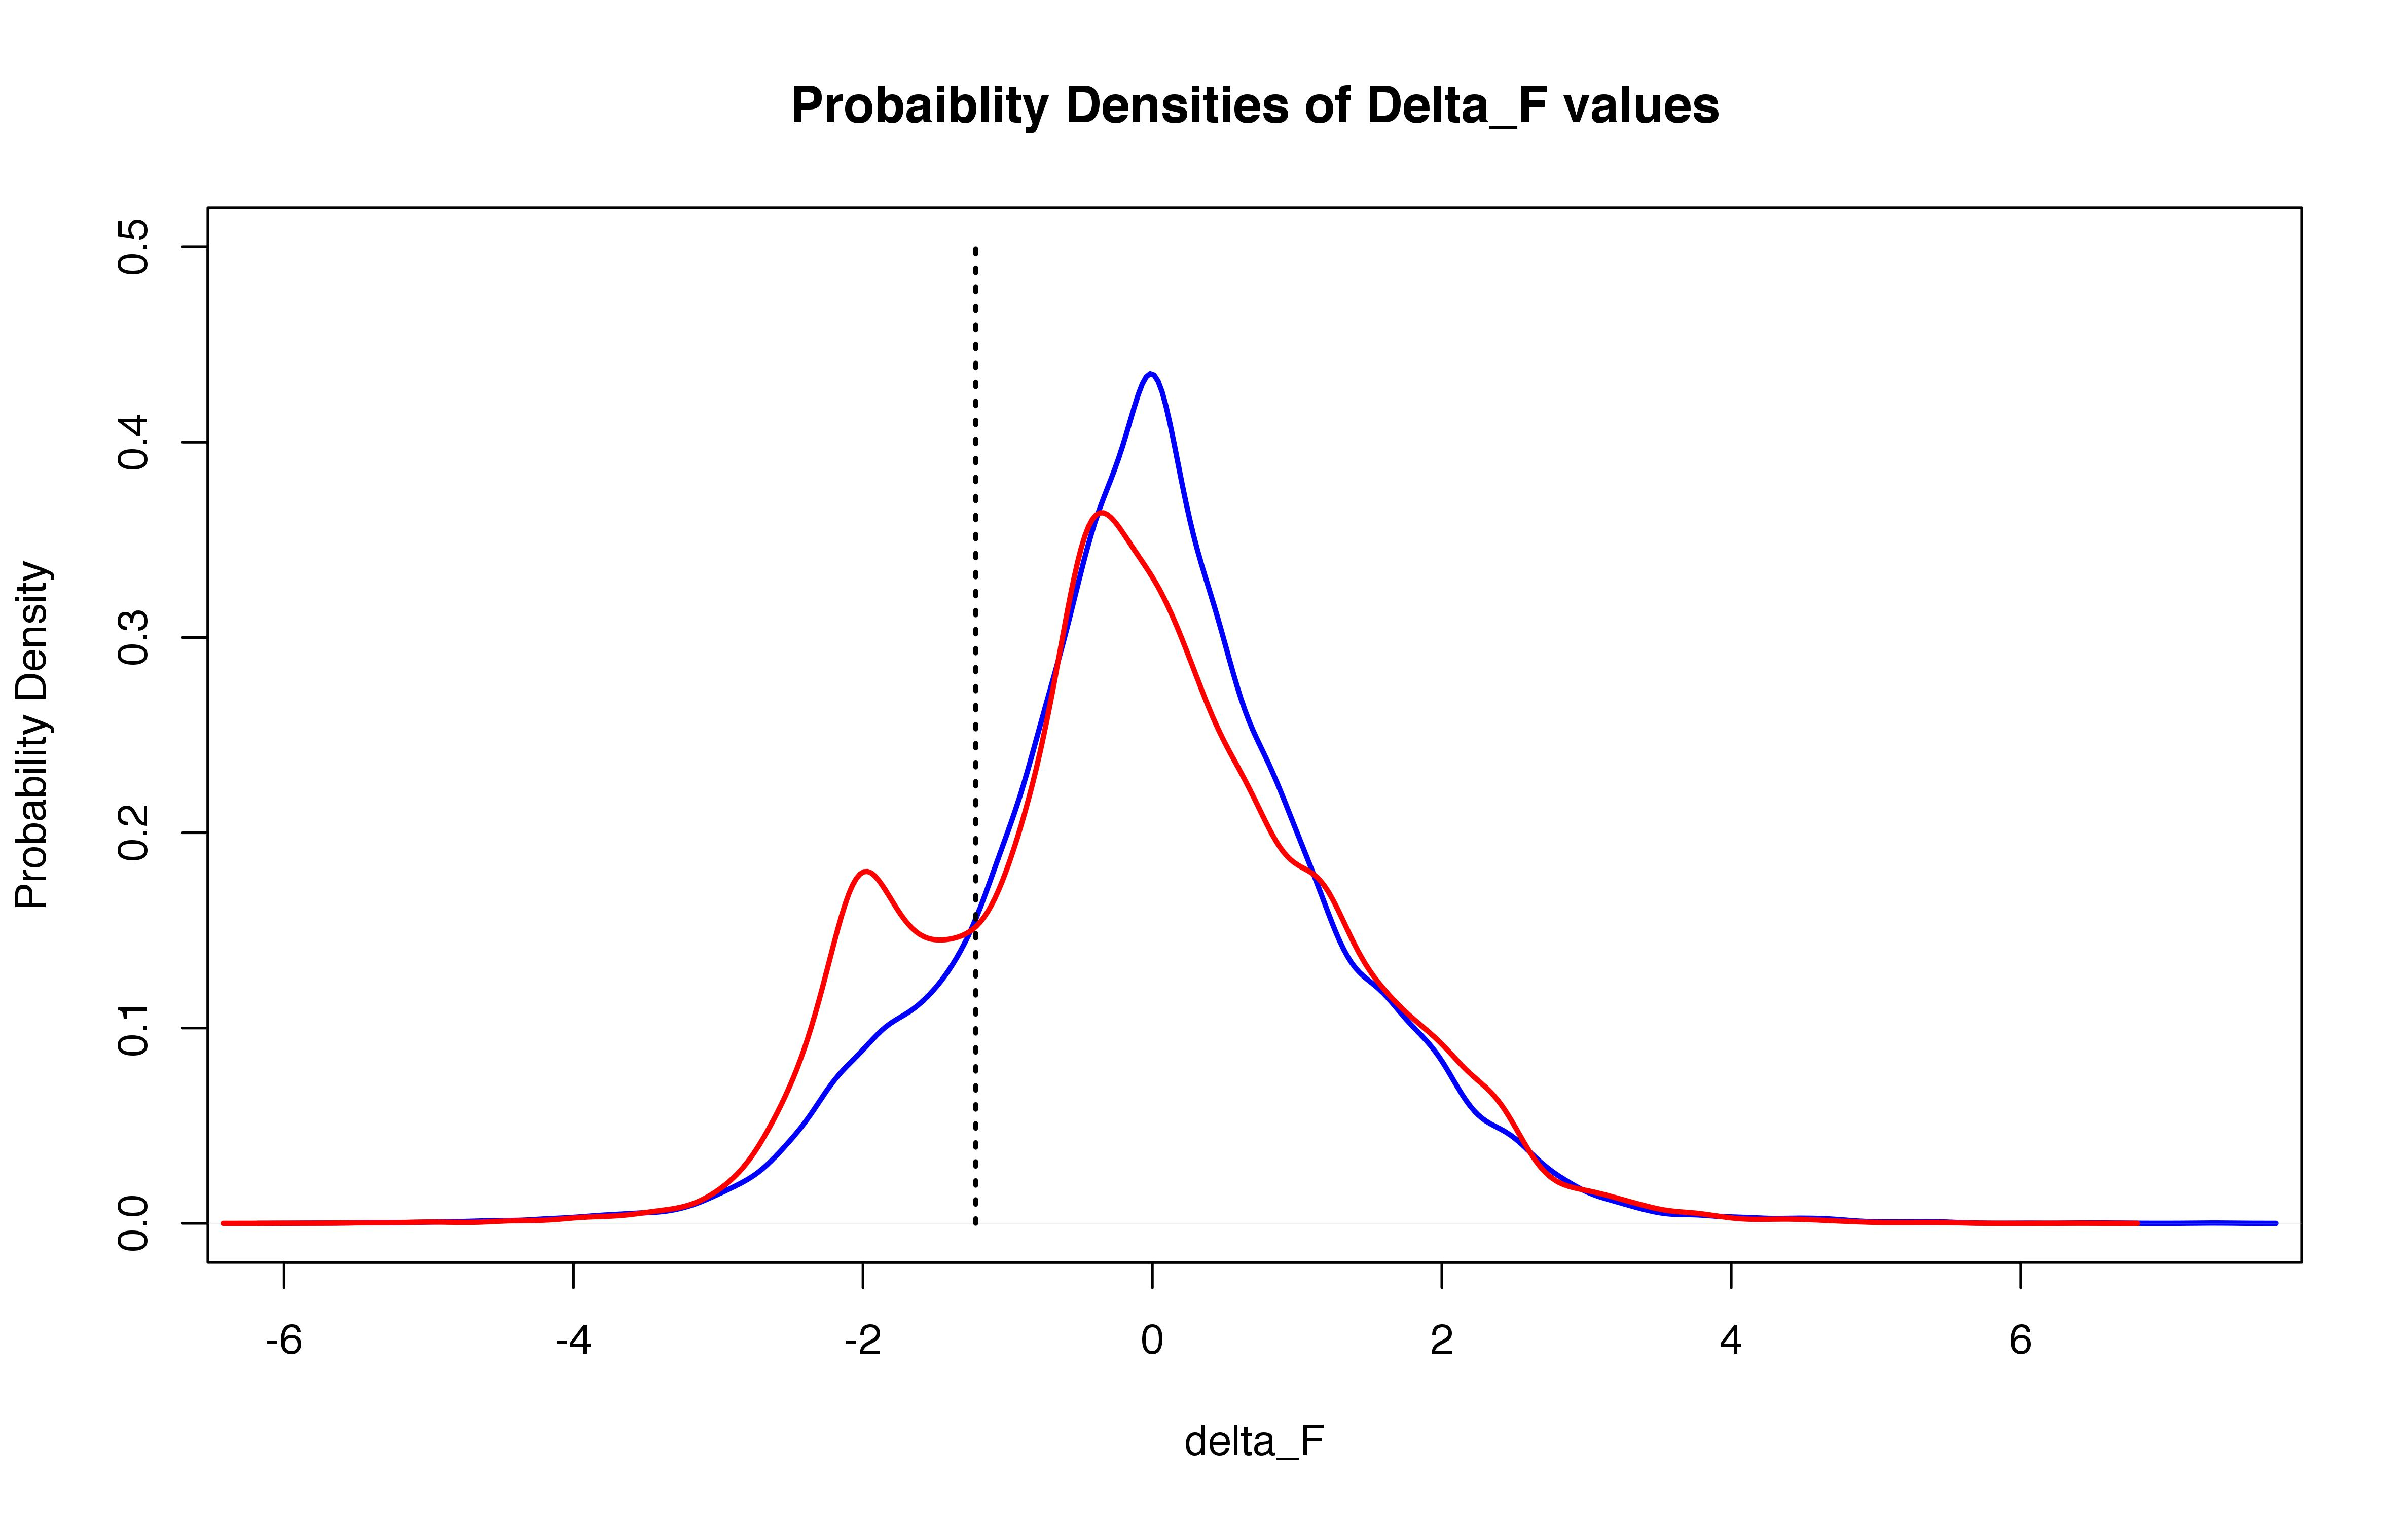 Probaiblity Densities of Delta_F values
Probability Density
0.5
0.4
0.3
0.2
0.1
0.0
-6 -4 -2 0 2 4 6
delta_F